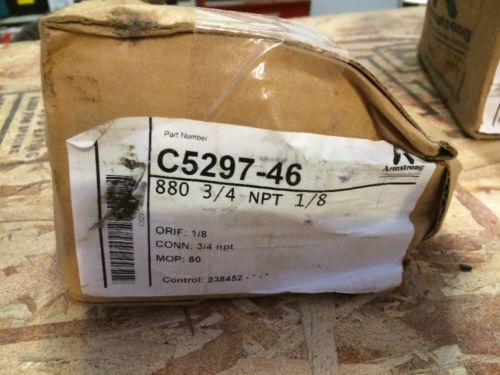 Part Number:
C5297-46
Armstrong
880 3/4 NPT 1/8
ORIF: 1/8
CONN: 3/4 npt
MOP: 80
Control: 238452 - * - *
Armstrong